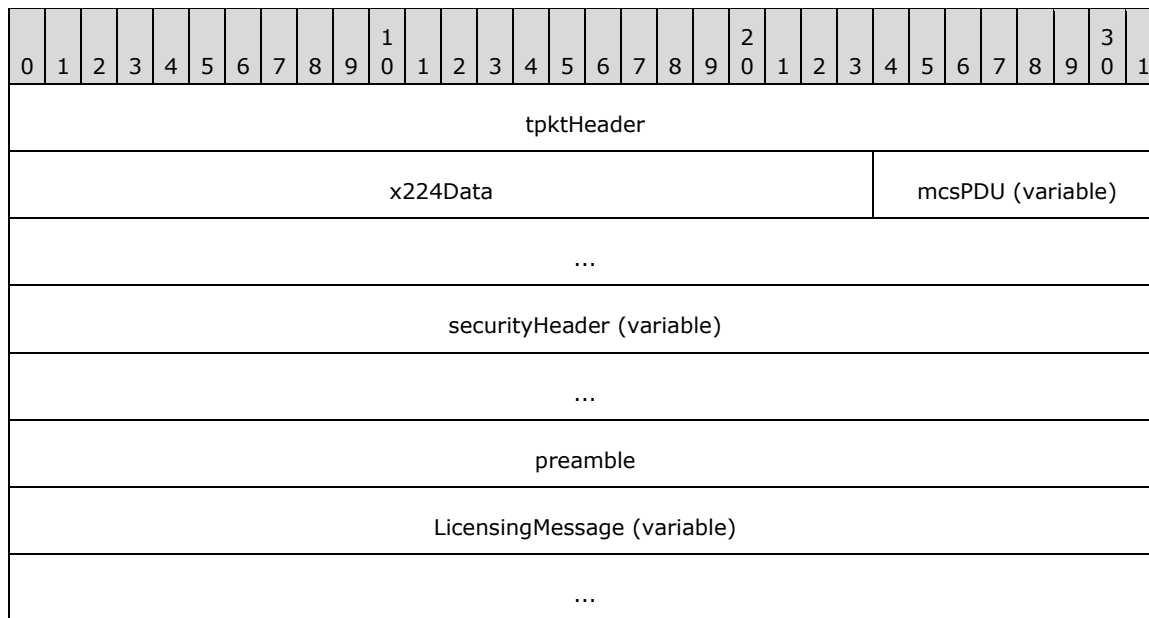 1 2 3
0 1 2 3 4 5 6 7 8 9 0 1 2 3 4 5 6 7 8 9 0 1 2 3 4 5 6 7 8 9 0 1
tpktHeader
x224Data mcsPDU (variable)
...
securityHeader (variable)
...
preamble
LicensingMessage (variable)
...